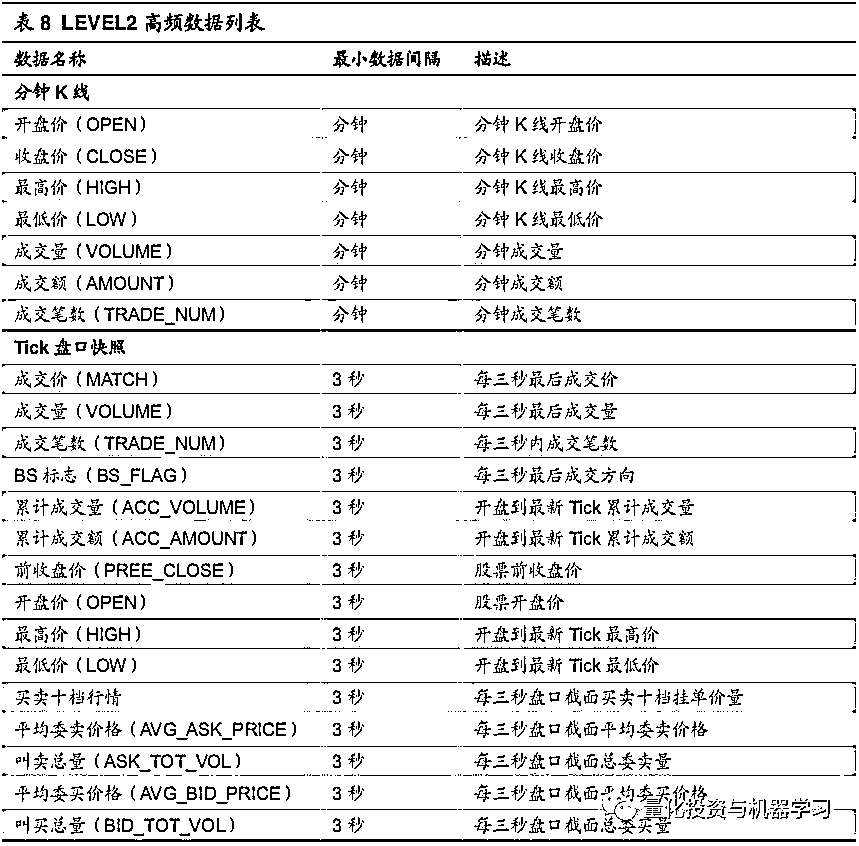 表 8 LEVEL2 高频数据列表
数据名称 最小数据间隔 描述
分钟 K 线
开盘价（OPEN） 分钟 分钟 K 线开盘价
收盘价（CLOSE） 分钟 分钟 K 线收盘价
最高价（HIGH） 分钟 分钟 K 线最高价
最低价（LOW） 分钟 分钟 K 线最低价
成交量（VOLUME） 分钟 分钟成交量
成交额（AMOUNT） 分钟 分钟成交额
成交笔数（TRADE_NUM） 分钟 分钟成交笔数
Tick 盘口快照
成交价（MATCH） 3 秒 每三秒最后成交价
成交量（VOLUME） 3 秒 每三秒最后成交量
成交笔数（TRADE_NUM） 3 秒 每三秒内成交笔数
BS 标志（BS_FLAG） 3 秒 每三秒最后成交方向
累计成交量（ACC_VOLUME） 3 秒 开盘到最新 Tick 累计成交量
累计成交额（ACC_AMOUNT） 3 秒 开盘到最新 Tick 累计成交额
前收盘价（PREE_CLOSE） 3 秒 股票前收盘价
开盘价（OPEN） 3 秒 股票开盘价
最高价（HIGH） 3 秒 开盘到最新 Tick 最高价
最低价（LOW） 3 秒 开盘到最新 Tick 最低价
买卖十档行情 3 秒 每三秒盘口截面买卖十档挂单价量
平均委卖价格（AVG_ASK_PRICE） 3 秒 每三秒盘口截面平均委卖价格
叫卖总量（ASK_TOT_VOL） 3 秒 每三秒盘口截面总委卖量
平均委买价格（AVG_BID_PRICE） 3 秒 每三秒盘口截面平均委买价格
叫买总量（BID_TOT_VOL） 3 秒 每三秒盘口截面总委买量
量化投资与机器学习